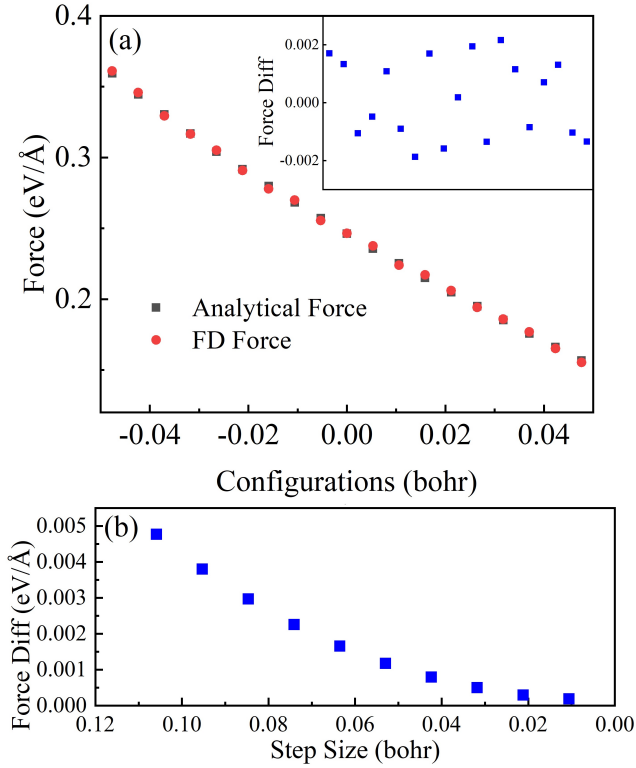 (a)
0.4
0.3
0.2
Force (eV/Å)
0.002
0.000
-0.002
Force Diff
Analytical Force
FD Force
-0.04 -0.02 0.00 0.02 0.04
Configurations (bohr)
(b)
0.005
0.004
0.003
0.002
0.001
0.000
Force Diff (eV/Å)
0.12 0.10 0.08 0.06 0.04 0.02 0.00
Step Size (bohr)